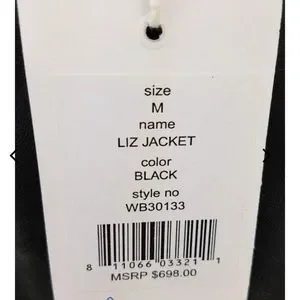 size
M
name
LIZ JACKET
color
BLACK
style no
WB30133
8 11066 03321 1
MSRP $698.00